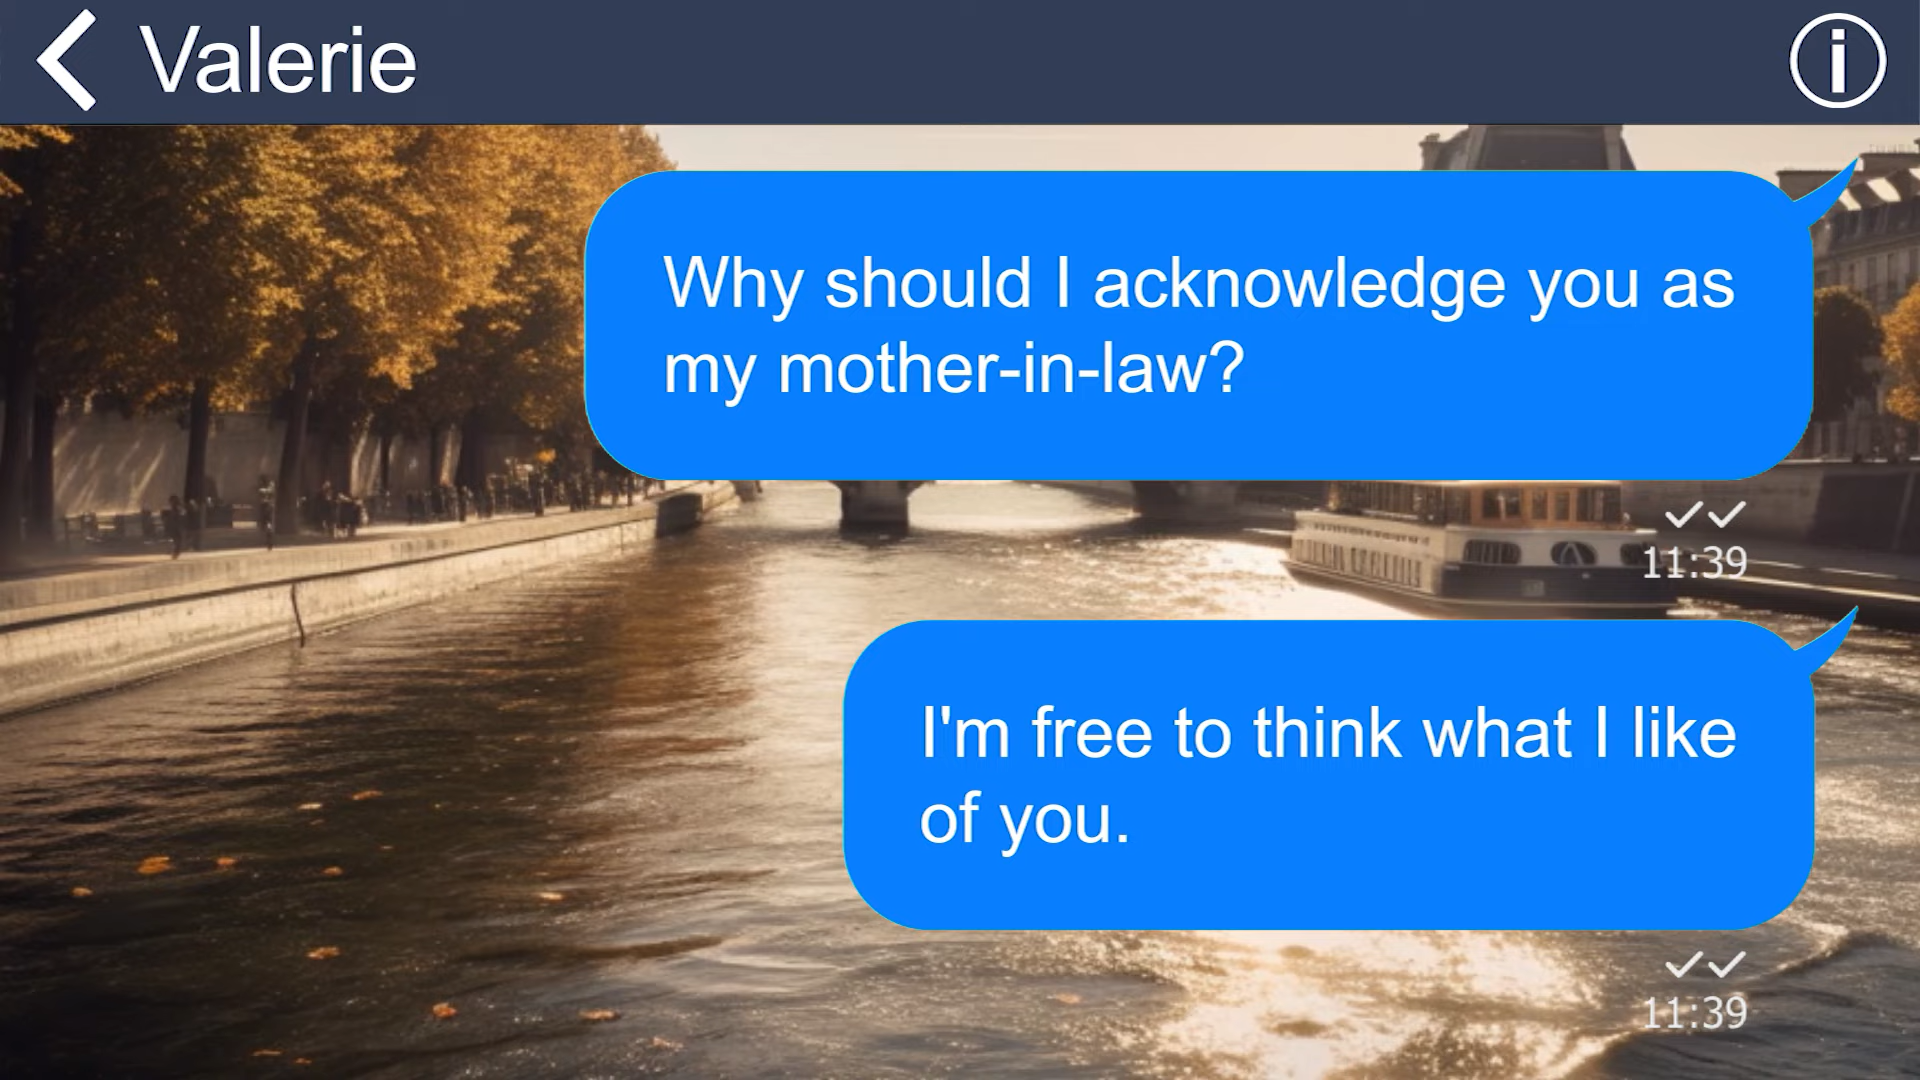 Valerie
Why should I acknowledge you as
my mother-in-law?
11:39
I'm free to think what I like
of you.
11:39